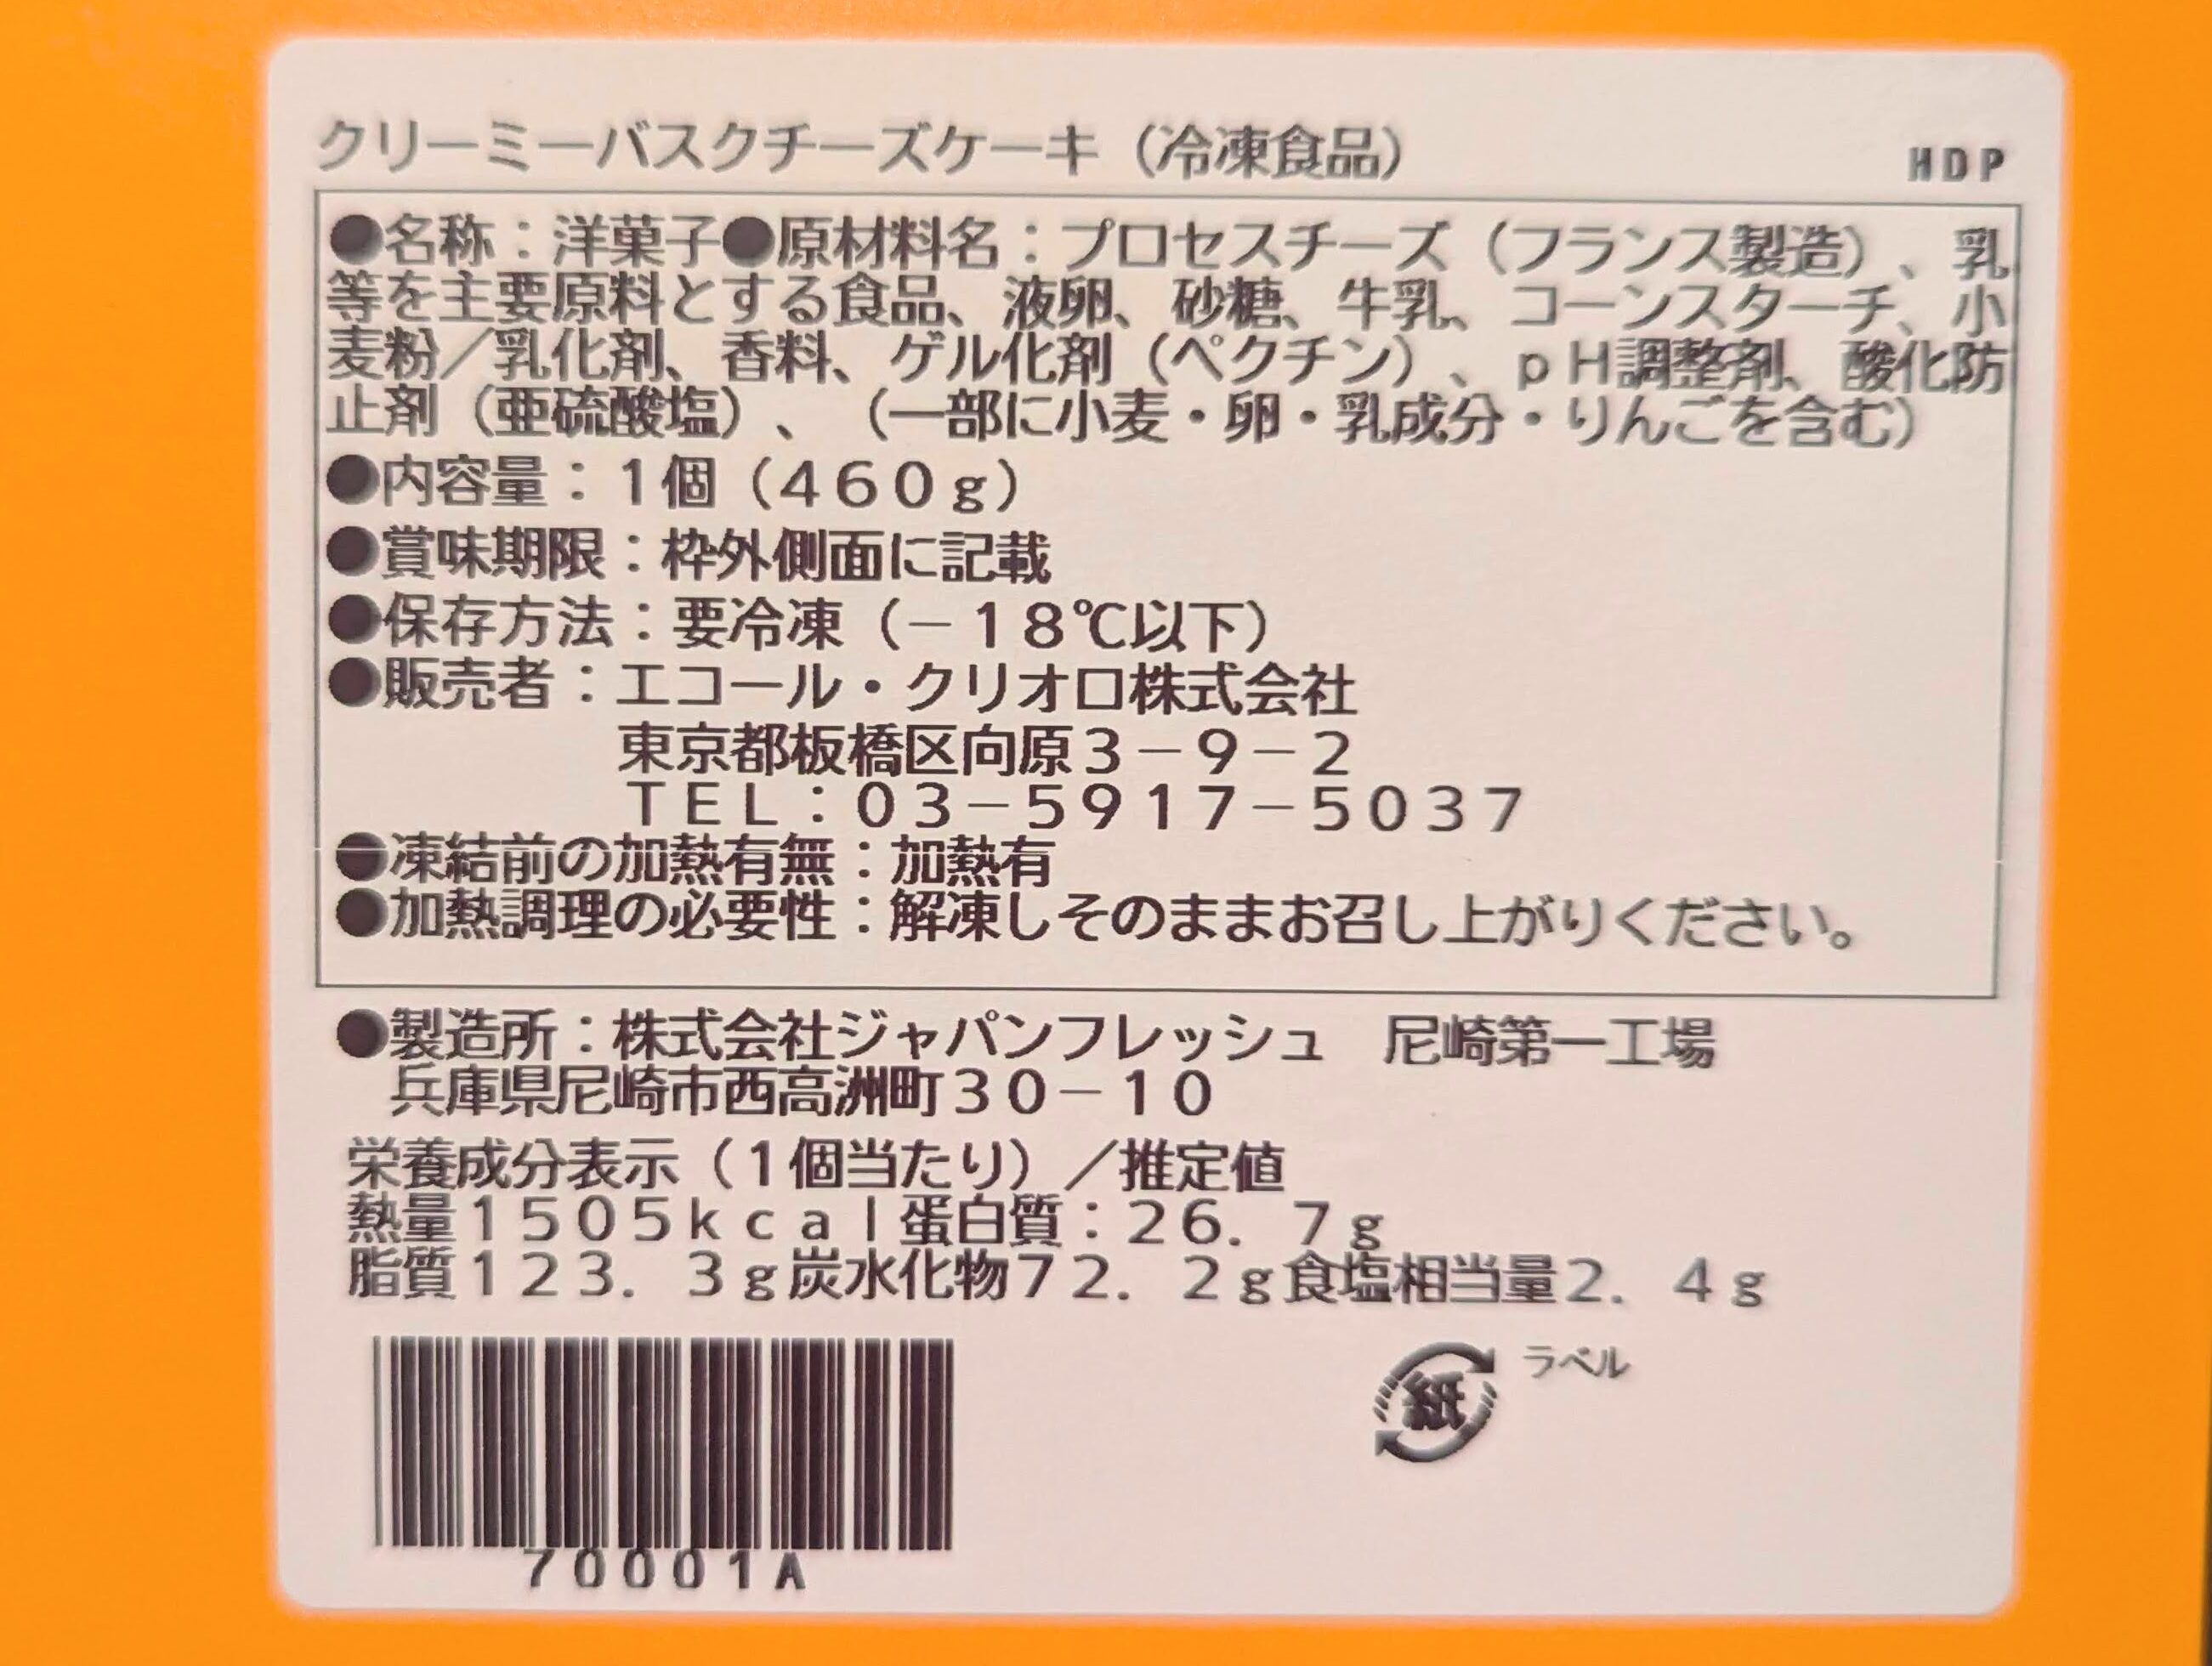 クリーミーバスクチーズケーキ（冷凍食品）
HDP
●名称：洋菓子●原材料名：プロセスチーズ（フランス製造）、乳
等を主要原料とする食品、液卵、砂糖、牛乳、コーンスターチ、小
麦粉／乳化剤、香料、ゲル化剤（ペクチン）、ｐＨ調整剤、酸化防
止剤（亜硫酸塩）、（一部に小麦・卵・乳成分・りんごを含む）
●内容量：１個（４６０ｇ）
●賞味期限：枠外側面に記載
●保存方法：要冷凍（－１８℃以下）
●販売者：エコール・クリオロ株式会社
東京都板橋区向原３－９－２
ＴＥＬ：０３－５９１７－５０３７
●凍結前の加熱有無：加熱有
●加熱調理の必要性：解凍しそのままお召し上がりください。
●製造所：株式会社ジャパンフレッシュ　尼崎第一工場
兵庫県尼崎市西高洲町３０－１０
栄養成分表示（１個当たり）／推定値
熱量１５０５ｋｃａｌ蛋白質：２６．７ｇ
脂質１２３．３ｇ炭水化物７２．２ｇ食塩相当量２．４ｇ
紙
ラベル
70001A